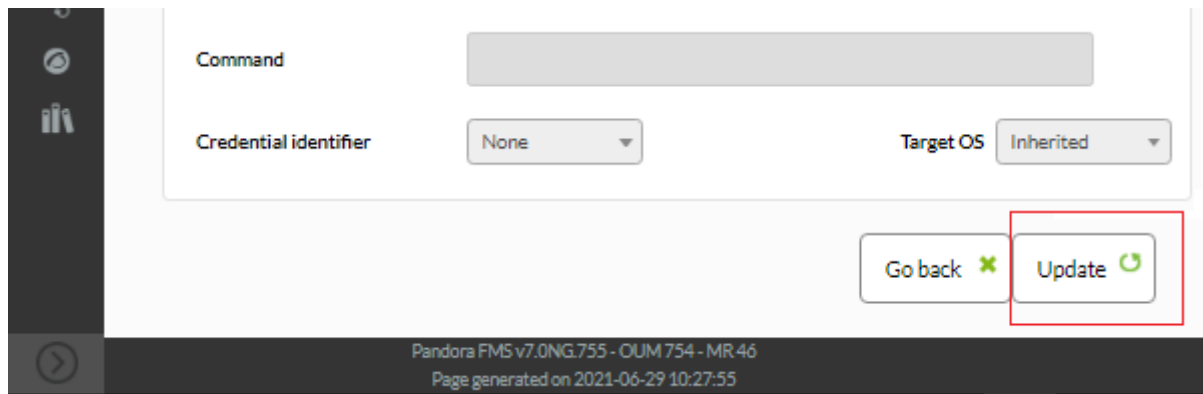 Command
Credential identifier None Target OS Inherited
Go back Update
Pandora FMS v7.0NG.755 - OUM 754 - MR 46
Page generated on 2021-06-29 10:27:55